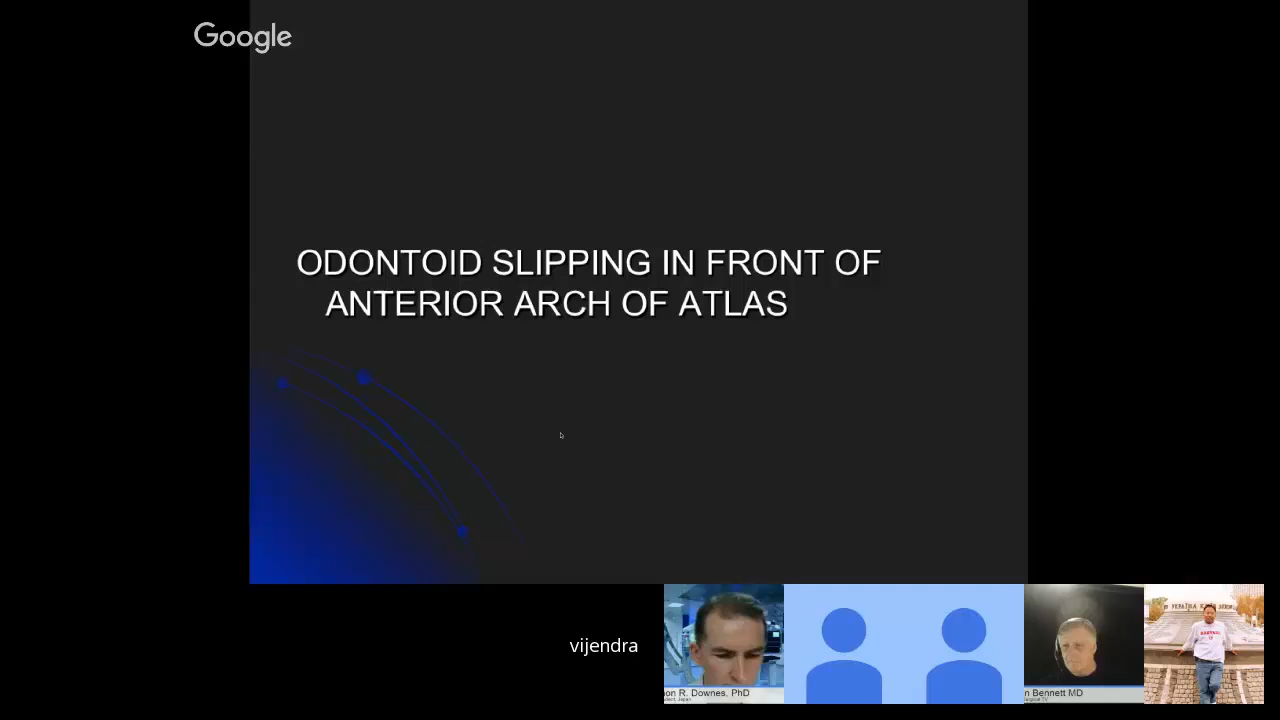 Google
ODONTOID SLIPPING IN FRONT OF
ANTERIOR ARCH OF ATLAS
vijendra
R. Downes, PhD
Bennett MD